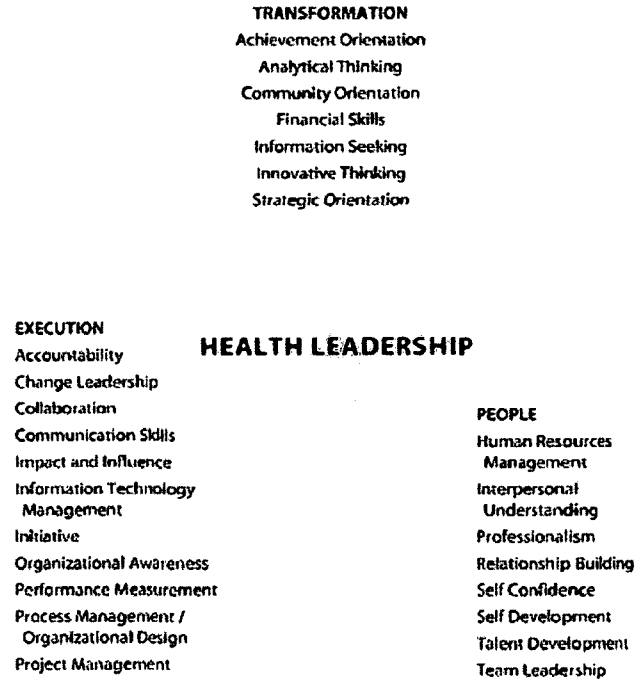 TRANSFORMATION
Achievement Orientation
Analytical Thinking
Community Orientation
Financial Skills
Information Seeking
Innovative Thinking
Strategic Orientation
HEALTH LEADERSHIP
EXECUTION
Accountability
Change Leadership
Collaboration
Communication Skills
Impact and Influence
Information Technology
Management
Initiative
Organizational Awareness
Performance Measurement
Process Management /
Organizational Design
Project Management
PEOPLE
Human Resources
Management
Interpersonal
Understanding
Professionalism
Relationship Building
Self Confidence
Self Development
Talent Development
Team Leadership